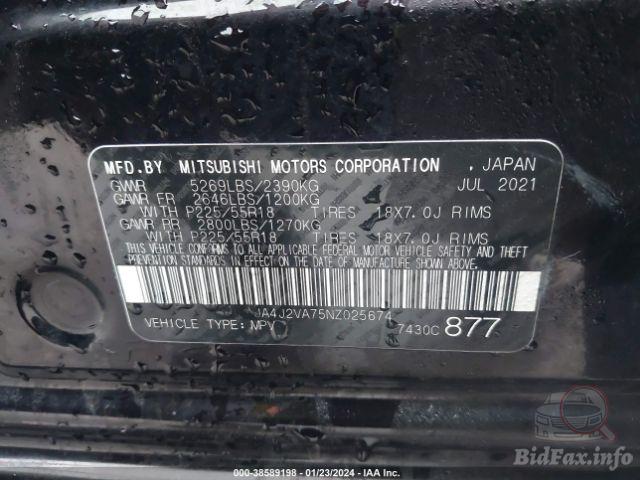 MFD.BY MITSUBISHI MOTORS CORPORATION , JAPAN
GVWR 5269LBS/2390KG JUL 2021
GAWR FR 2646LBS/1200KG
WITH P225/55R18 TIRES 18X7.0J RIMS
GAWR RR 2800LBS/1270KG
WITH P225/55R18 TIRES 18X7.0J RIMS
THIS VEHICLE CONFORMS TO ALL APPLICABLE FEDERAL MOTOR VEHICLE SAFETY AND
THEFT PREVENTION STANDARDS IN EFFECT ON THE DATE OF MANUFACTURE SHOWN ABOVE.
JA4J2VA75NZ025674
VEHICLE TYPE: MPV 7430C 877
000-38589198 - 01/23/2024 - IAA Inc.
BidFax.info